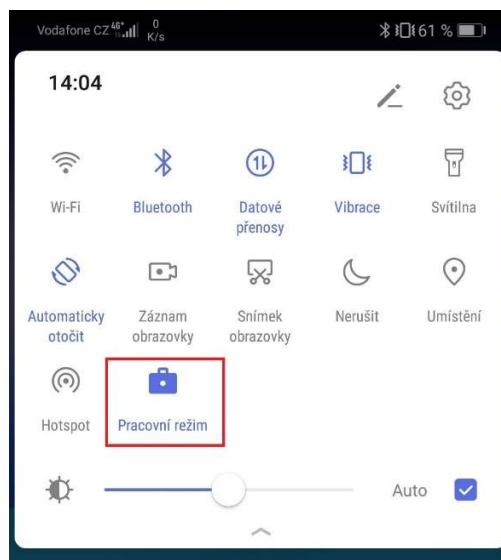 Vodafone CZ 4G+ 0 K/s 61 %
14:04
Wi-Fi Bluetooth Datové přenosy Vibrace Svítilna
Automaticky otočit Záznam obrazovky Snímek obrazovky Nerušit Umístění
Hotspot Pracovní režim
Auto